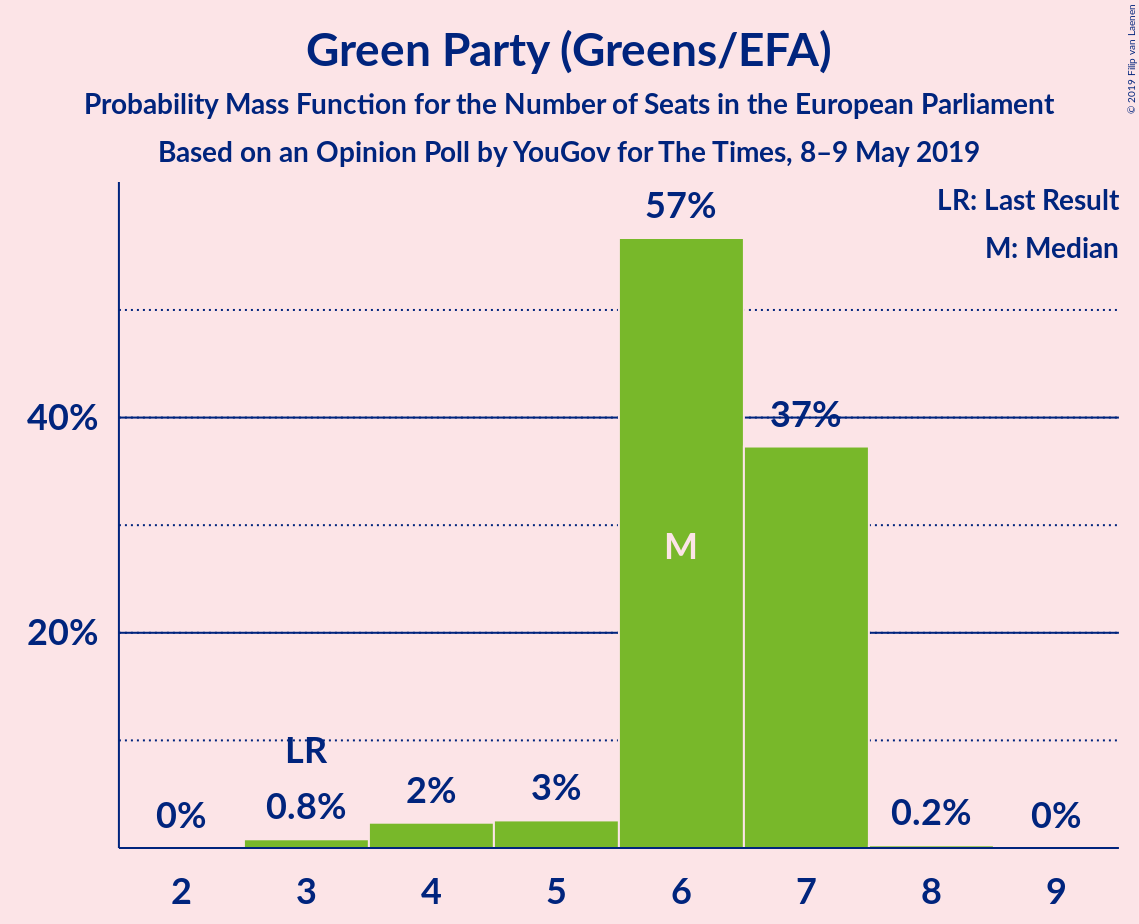 Green Party (Greens/EFA)
Probability Mass Function for the Number of Seats in the European Parliament
Based on an Opinion Poll by YouGov for The Times, 8–9 May 2019
© 2019 Filip van Laenen
LR: Last Result
M: Median
57%
40%
37%
M
20%
LR
0%
0.8%
2%
3%
0.2%
0%
2
3
4
5
6
7
8
9